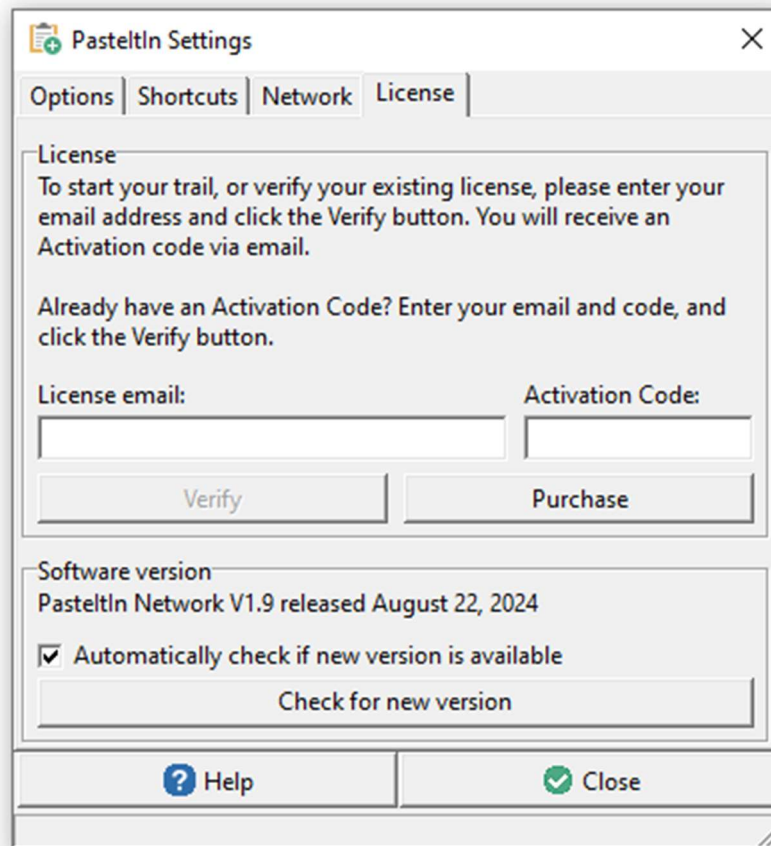 PasteItIn Settings
Options Shortcuts Network License
License
To start your trail, or verify your existing license, please enter your
email address and click the Verify button. You will receive an
Activation code via email.
Already have an Activation Code? Enter your email and code, and
click the Verify button.
License email: Activation Code:
Verify Purchase
Software version
PasteItIn Network V1.9 released August 22, 2024
Automatically check if new version is available
Check for new version
Help Close